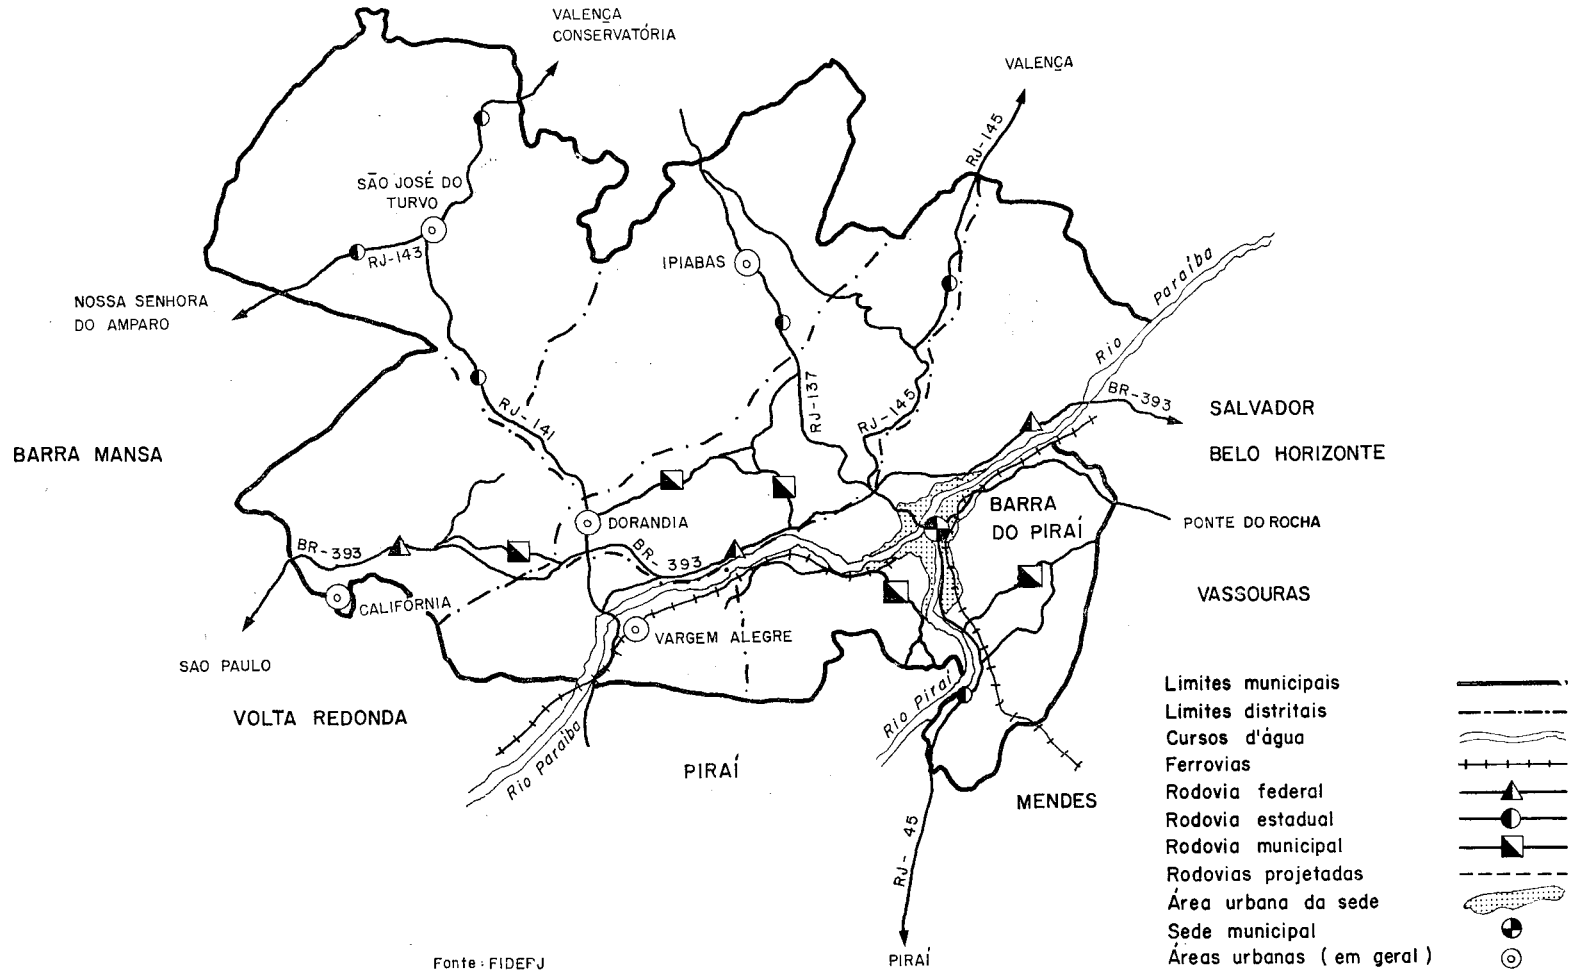 VALENÇA
CONSERVATÓRIA
VALENÇA
RJ-145
SÃO JOSÉ DO
TURVO
RJ-143
IPIABAS
NOSSA SENHORA
DO AMPARO
Rio Paraíba
BR-393
SALVADOR
BELO HORIZONTE
RJ-141
RJ-137
RJ-145
BARRA MANSA
DORANDIA
BARRA
DO PIRAÍ
PONTE DO ROCHA
BR-393
BR-393
CALIFÓRNIA
VARGEM ALEGRE
VASSOURAS
SAO PAULO
VOLTA REDONDA
Rio Paraíba
Rio Piraí
PIRAÍ
MENDES
RJ- 45
PIRAÍ
Limites municipais
Limites distritais
Cursos d'água
Ferrovias
Rodovia federal
Rodovia estadual
Rodovia municipal
Rodovias projetadas
Área urbana da sede
Sede municipal
Áreas urbanas (em geral)
Fonte: FIDEFJ